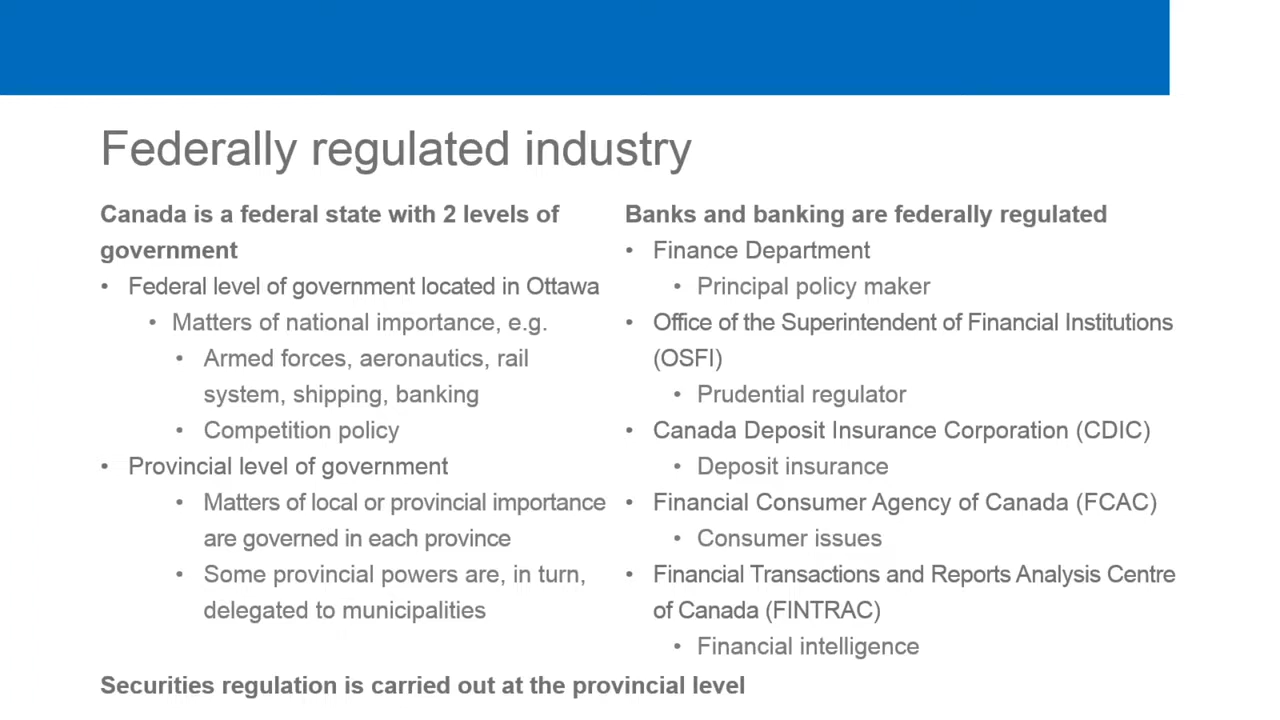 Federally regulated industry
Canada is a federal state with 2 levels of
government
• Federal level of government located in Ottawa
• Matters of national importance, e.g.
• Armed forces, aeronautics, rail
system, shipping, banking
• Competition policy
• Provincial level of government
• Matters of local or provincial importance
are governed in each province
• Some provincial powers are, in turn,
delegated to municipalities
Banks and banking are federally regulated
• Finance Department
• Principal policy maker
• Office of the Superintendent of Financial Institutions
(OSFI)
• Prudential regulator
• Canada Deposit Insurance Corporation (CDIC)
• Deposit insurance
• Financial Consumer Agency of Canada (FCAC)
• Consumer issues
• Financial Transactions and Reports Analysis Centre
of Canada (FINTRAC)
• Financial intelligence
Securities regulation is carried out at the provincial level